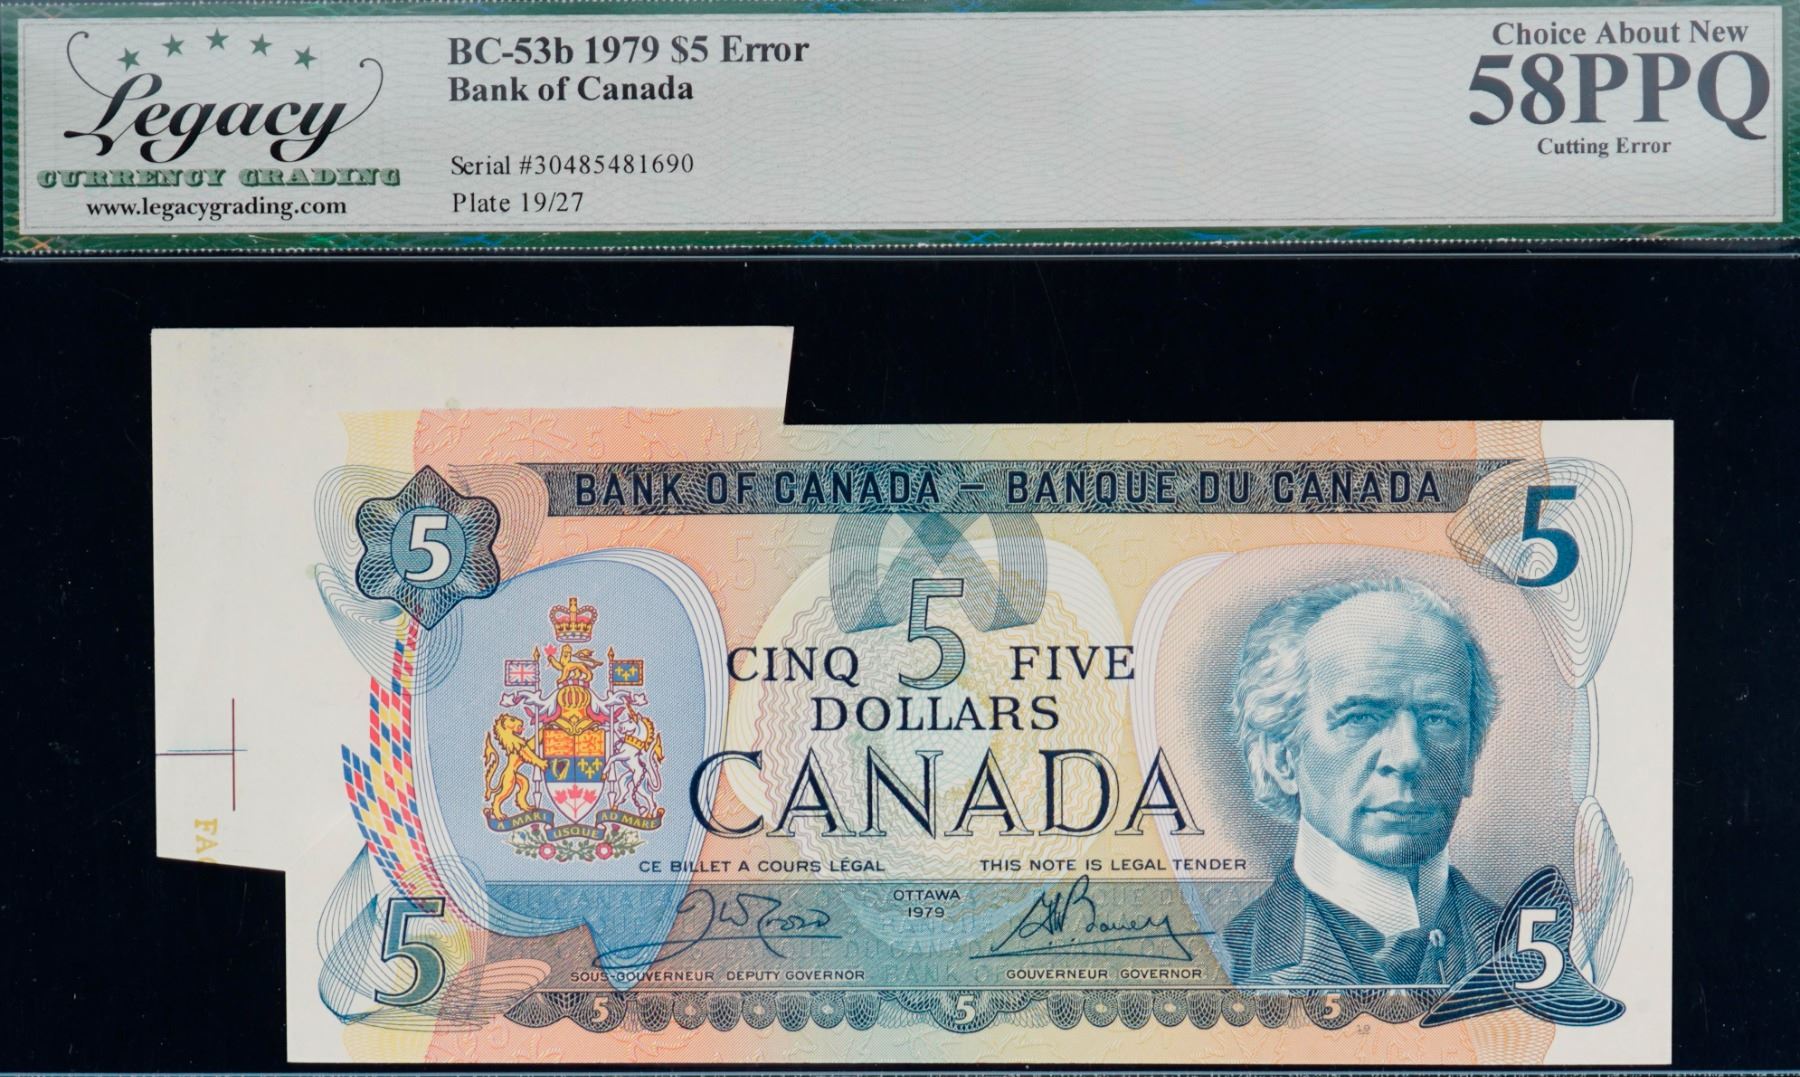 Legacy
CURRENCY GRADING
www.legacygrading.com
BC-53b 1979 $5 Error
Bank of Canada
Serial #30485481690
Plate 19/27
Choice About New
58PPQ
Cutting Error
BANK OF CANADA – BANQUE DU CANADA
5
5
5
CINQ FIVE
DOLLARS
CANADA
A MARI USQUE AD MARE
FAC
CE BILLET A COURS LÉGAL THIS NOTE IS LEGAL TENDER
OTTAWA
1979
SOUS-GOUVERNEUR DEPUTY GOVERNOR GOUVERNEUR GOVERNOR
5
5
5 5 5
19